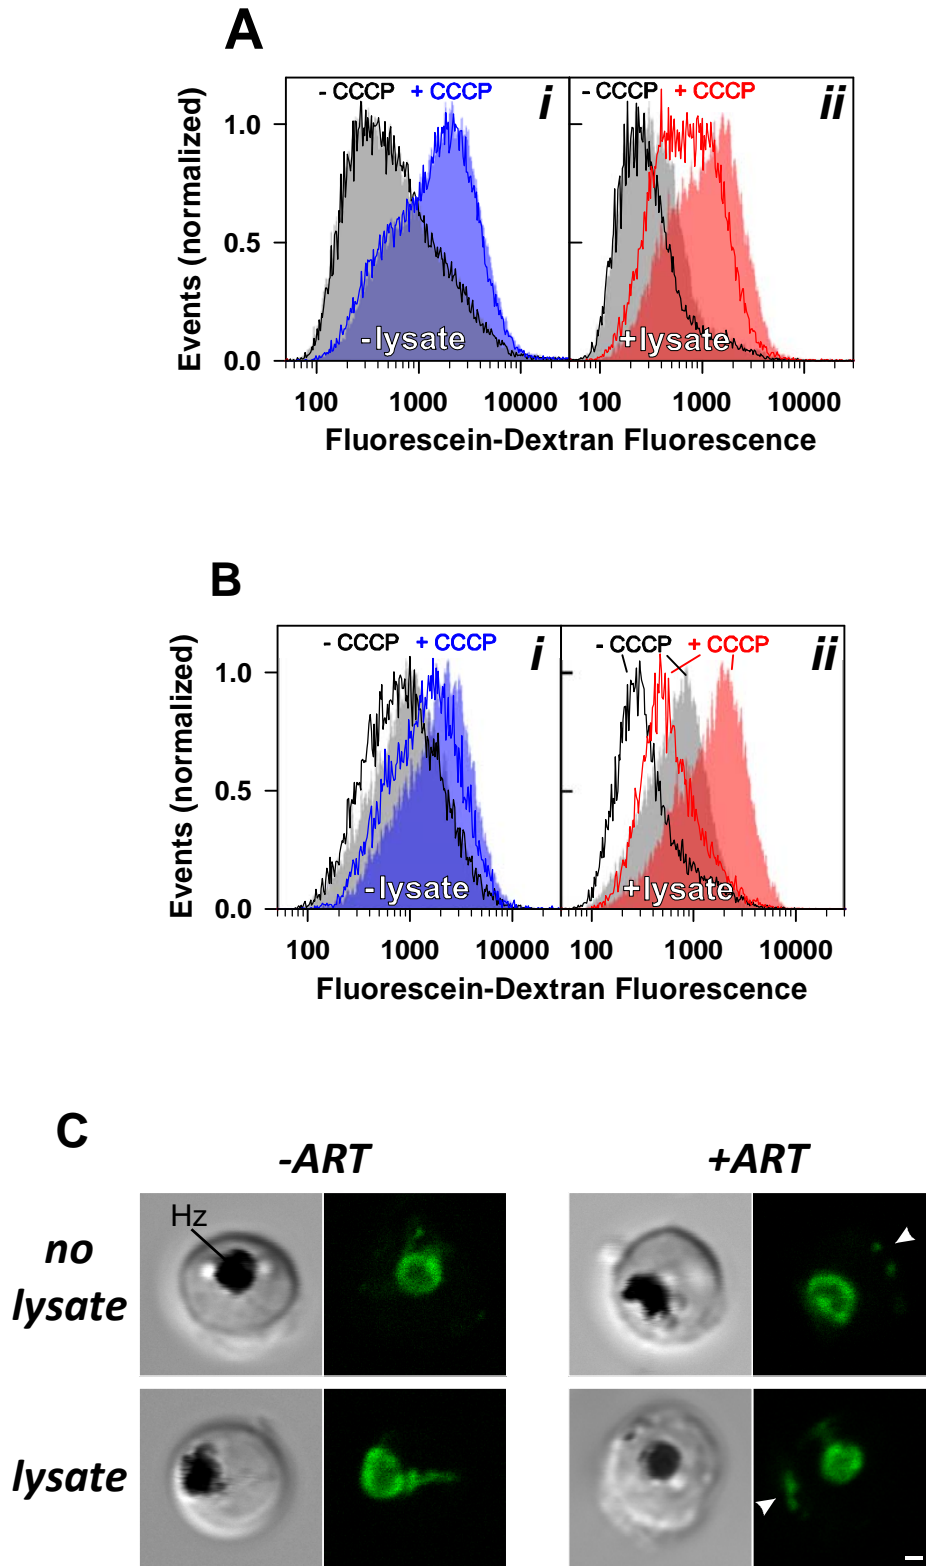 A
- CCCP + CCCP i - CCCP + CCCP ii
Events (normalized)
1.0
0.5
0.0
-lysate +lysate
100 1000 10000 100 1000 10000
Fluorescein-Dextran Fluorescence
B
- CCCP + CCCP i - CCCP + CCCP ii
Events (normalized)
1.0
0.5
0.0
-lysate +lysate
100 1000 10000 100 1000 10000
Fluorescein-Dextran Fluorescence
C
-ART +ART
Hz
no
lysate
lysate